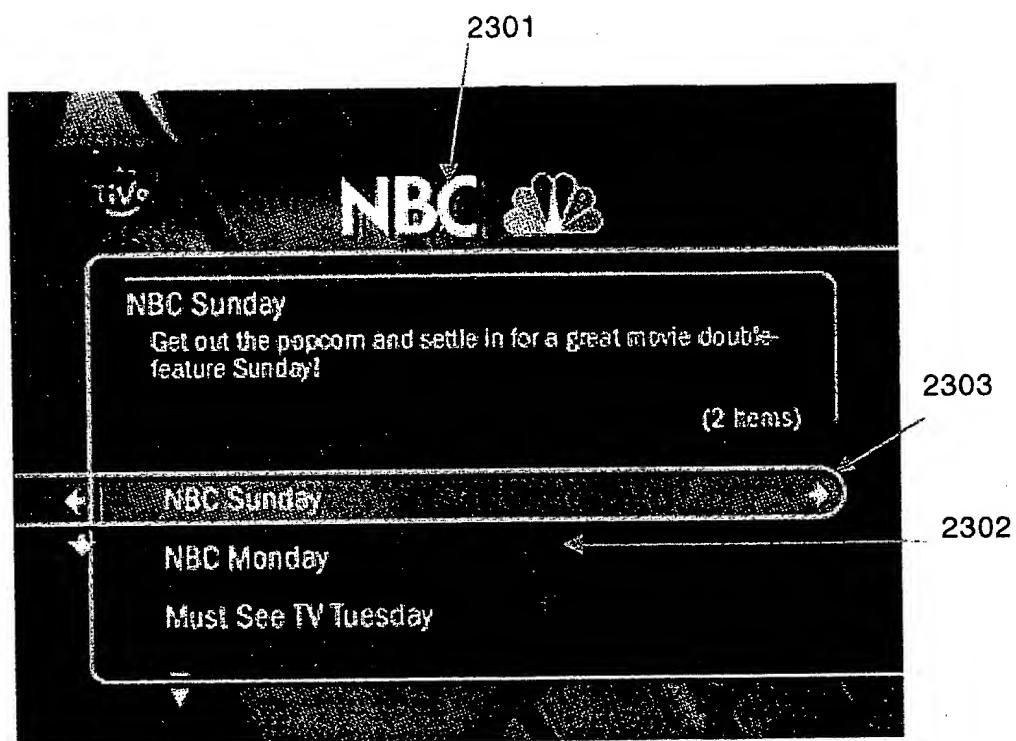 2301
TiVo
NBC
NBC Sunday
Get out the popcorn and settle in for a great movie double-
feature Sunday!
(2 items)
2303
NBC Sunday
2302
NBC Monday
Must See TV Tuesday